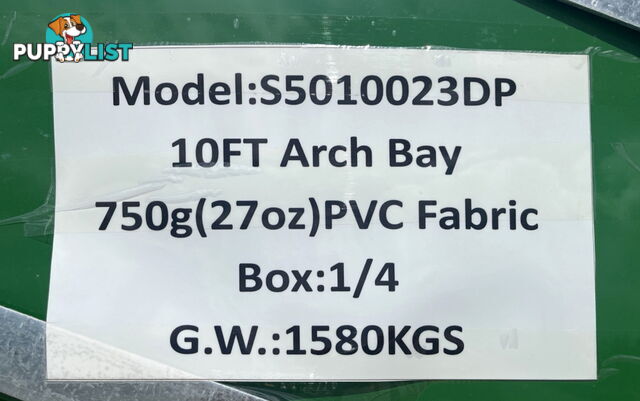 PUPPYLIST
Model:S5010023DP
10FT Arch Bay
750g(27oz)PVC Fabric
Box:1/4
G.W.:1580KGS